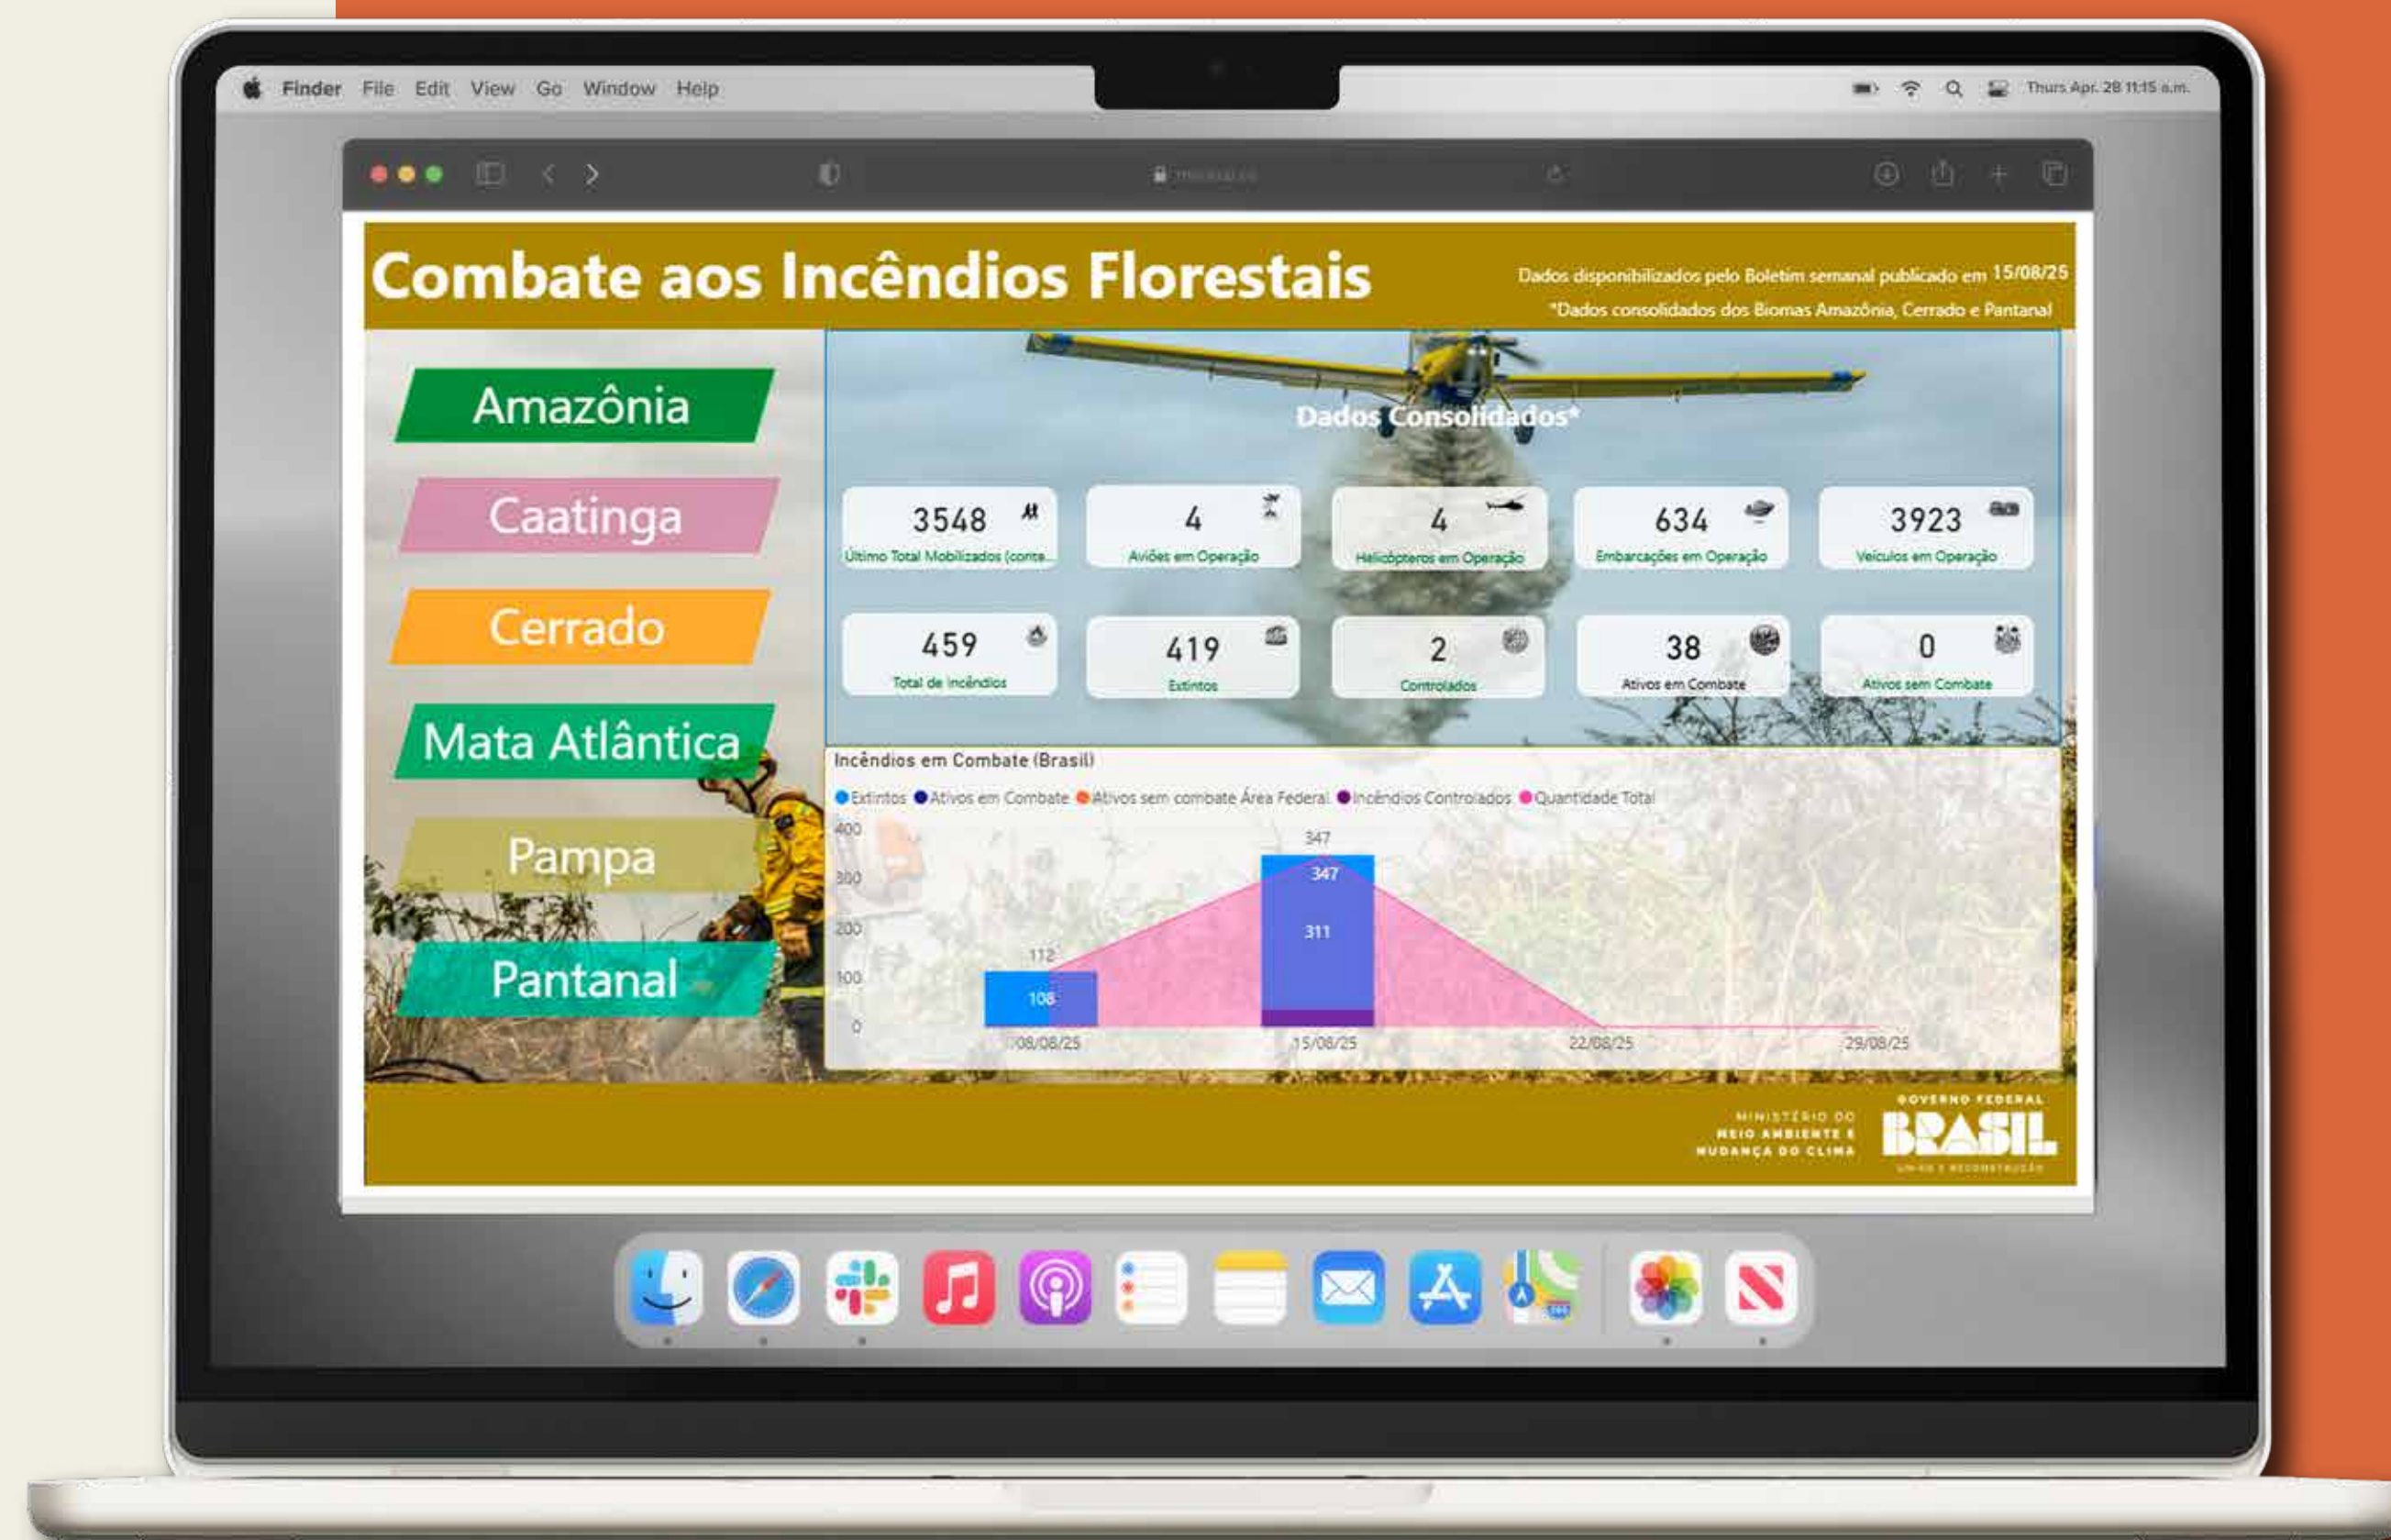 Finder File Edit View Go Window Help
Thurs Apr. 28 11:15 a.m.
Combate aos Incêndios Florestais
Dados disponibilizados pelo Boletim semanal publicado em 15/08/25
*Dados consolidados dos Biomas Amazônia, Cerrado e Pantanal
Amazônia
Caatinga
Cerrado
Mata Atlântica
Pampa
Pantanal
Dados Consolidados*
3548
Último Total Mobilizados (conte...
4
Aviões em Operação
4
Helicópteros em Operação
634
Embarcações em Operação
3923
Veículos em Operação
459
Total de Incêndios
419
Extintos
2
Controlados
38
Ativos em Combate
0
Ativos sem Combate
Incêndios em Combate (Brasil)
Extintos Ativos em Combate Ativos sem combate Área Federal Incêndios Controlados Quantidade Total
400
300
200
100
0
112
108
347
347
311
08/08/25
15/08/25
22/08/25
29/08/25
MINISTÉRIO DO
MEIO AMBIENTE E
MUDANÇA DO CLIMA
GOVERNO FEDERAL
BRASIL
UNIÃO E RECONSTRUÇÃO